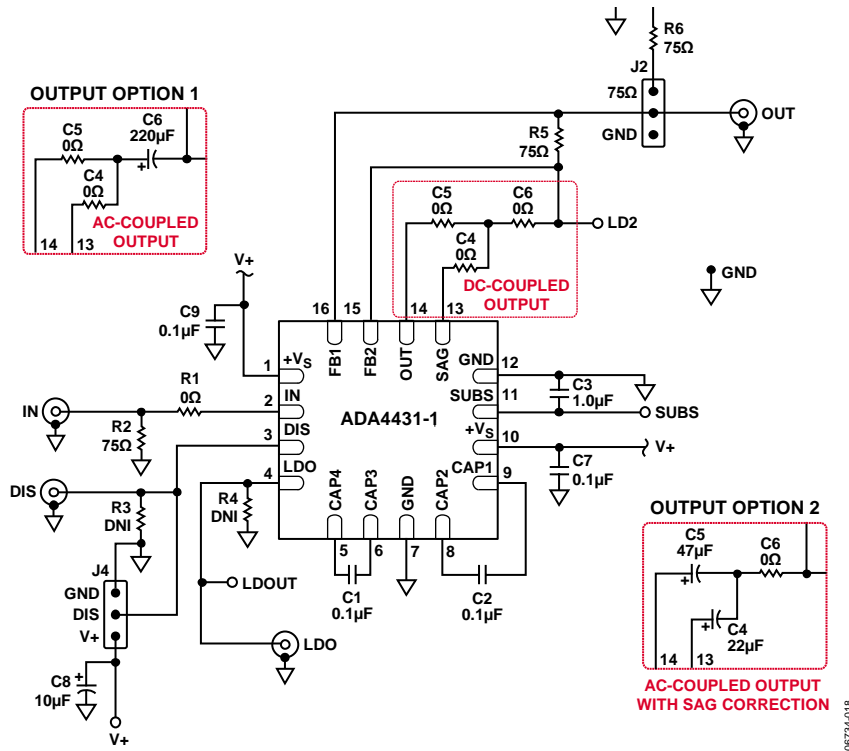 R6
75Ω
J2
75Ω
GND
OUT
OUTPUT OPTION 1
C6
220µF
+
C5
0Ω
C4
0Ω
AC-COUPLED
OUTPUT
14 13
R5
75Ω
C5
0Ω
C6
0Ω
C4
0Ω
LD2
DC-COUPLED
OUTPUT
GND
V+
C9
0.1µF
16 15 14 13
FB1 FB2 OUT SAG
1 +VS
2 IN
3 DIS
4 LDO
ADA4431-1
GND 12
SUBS 11
+VS 10
CAP1 9
CAP4 CAP3 GND CAP2
5 6 7 8
IN
R1
0Ω
R2
75Ω
DIS
R3
DNI
R4
DNI
C3
1.0µF
SUBS
V+
C7
0.1µF
J4
GND
DIS
V+
C8
10µF
+
V+
LDOUT
LDO
C1
0.1µF
C2
0.1µF
OUTPUT OPTION 2
C5
47µF
+
C6
0Ω
C4
22µF
+
14 13
AC-COUPLED OUTPUT
WITH SAG CORRECTION
06734-018